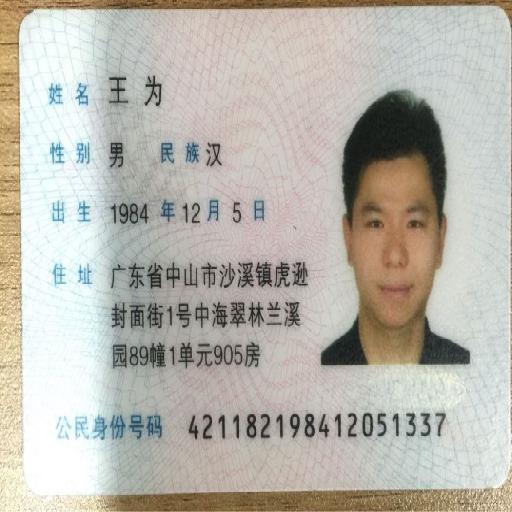 姓名 王为
性别 男 民族 汉
出生 1984 年 12 月 5 日
住址 广东省中山市沙溪镇虎逊
封面街1号中海翠林兰溪
园89幢1单元905房
公民身份号码 421182198412051337